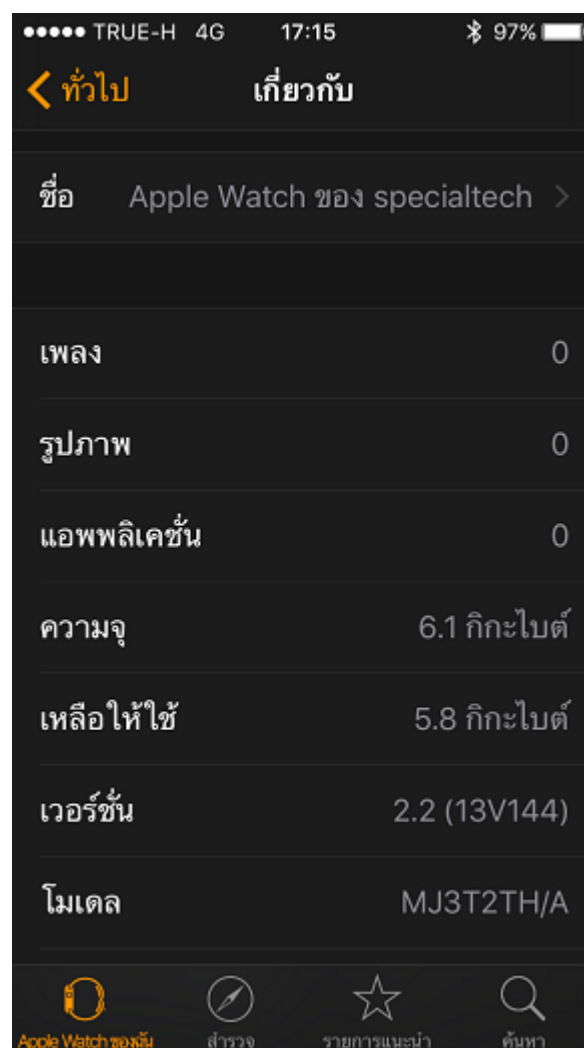 TRUE-H 4G 17:15 97%
ทั่วไป เกี่ยวกับ
ชื่อ Apple Watch ของ specialtech
เพลง 0
รูปภาพ 0
แอพพลิเคชั่น 0
ความจุ 6.1 กิกะไบต์
เหลือให้ใช้ 5.8 กิกะไบต์
เวอร์ชั่น 2.2 (13V144)
โมเดล MJ3T2TH/A
Apple Watch ของฉัน สำรวจ รายการแนะนำ ค้นหา